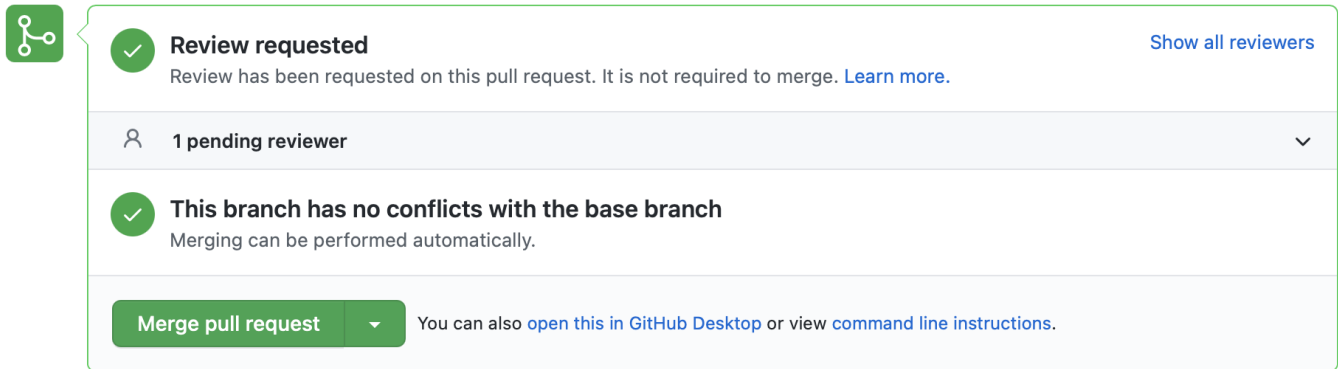 Review requested
Show all reviewers
Review has been requested on this pull request. It is not required to merge. Learn more.
1 pending reviewer
This branch has no conflicts with the base branch
Merging can be performed automatically.
Merge pull request
You can also open this in GitHub Desktop or view command line instructions.